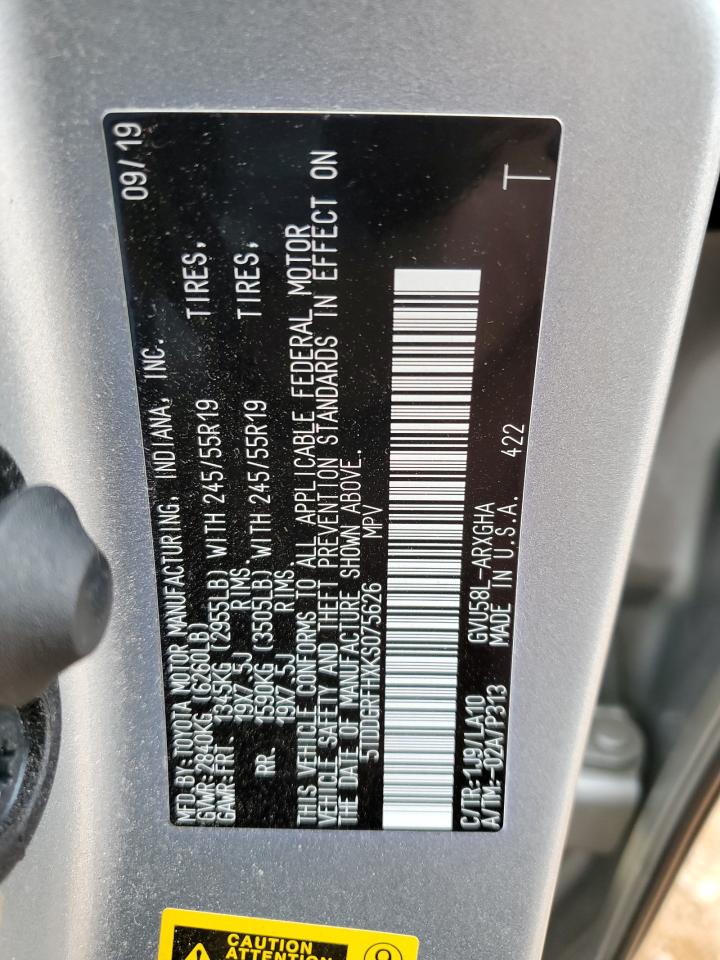 MFD BY: TOYOTA MOTOR MANUFACTURING, INDIANA, INC. 09/19
GVWR: 2840KG (6260LB)
GAWR: FRT. 1345KG (2955LB) WITH 245/55R19 TIRES,
19X7.5J RIMS.
RR. 1590KG (3505LB) WITH 245/55R19 TIRES,
19X7.5J RIMS.
THIS VEHICLE CONFORMS TO ALL APPLICABLE FEDERAL MOTOR
VEHICLE SAFETY AND THEFT PREVENTION STANDARDS IN EFFECT ON
THE DATE OF MANUFACTURE SHOWN ABOVE.
5TDDGRFHXKS075626 MPV
C/TR: 1J9/LA10 GVU58L-ARXGHA
A/TM: -02A/P313 MADE IN U.S.A. 422 T
CAUTION
ATTENTION